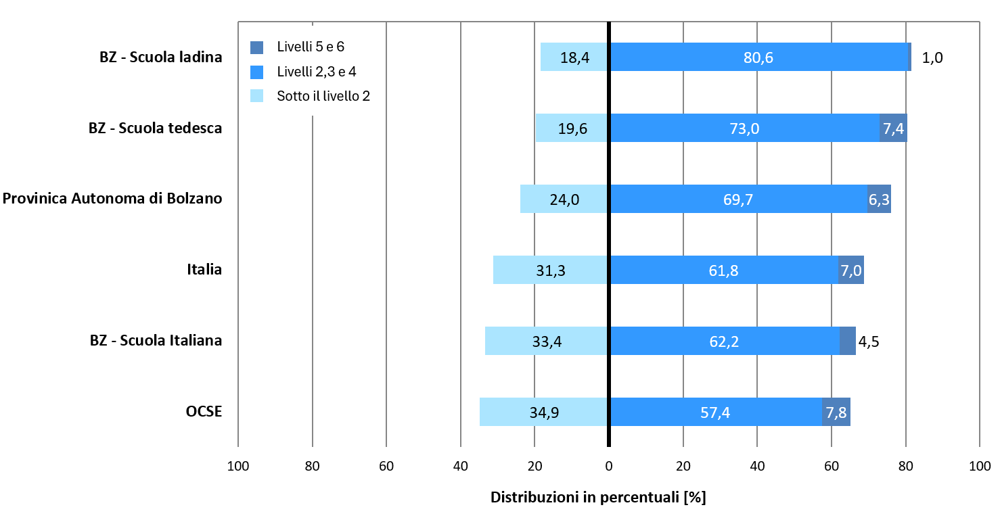 Livelli 5 e 6
Livelli 2,3 e 4
Sotto il livello 2
BZ - Scuola ladina
18,4
80,6
1,0
BZ - Scuola tedesca
19,6
73,0
7,4
Provinica Autonoma di Bolzano
24,0
69,7
6,3
Italia
31,3
61,8
7,0
BZ - Scuola Italiana
33,4
62,2
4,5
OCSE
34,9
57,4
7,8
100 80 60 40 20 0 20 40 60 80 100
Distribuzioni in percentuali [%]